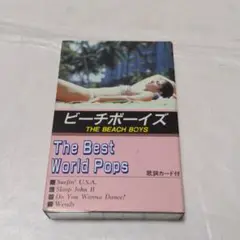 ビーチボーイズ
THE BEACH BOYS
The Best
World Pops
歌詞カード付
■ Surfin' U.S.A.
■ Sloop John B
■ Do You Wanna Dance?
■ Wendy